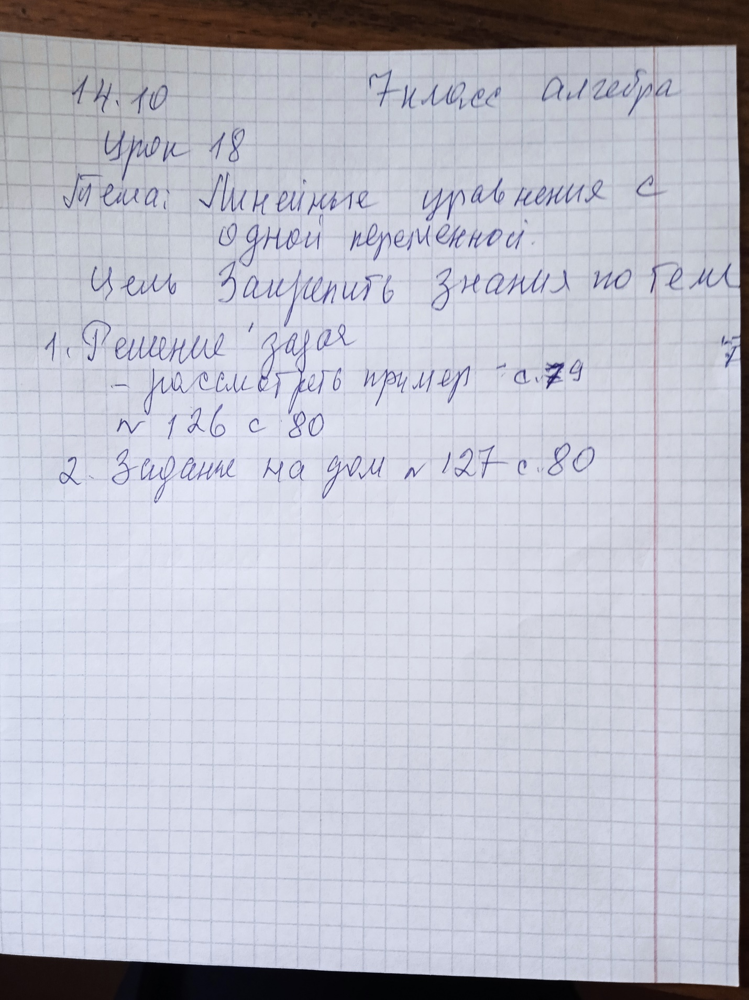 14.10 7 класс алгебра
Урок 18
Тема: Линейные уравнения с
одной переменной.
Цель Закрепить знания по теме
1. Решение задач
- рассмотреть пример - с. 79
№ 126 с 80
2. Задание на дом № 127 с. 80